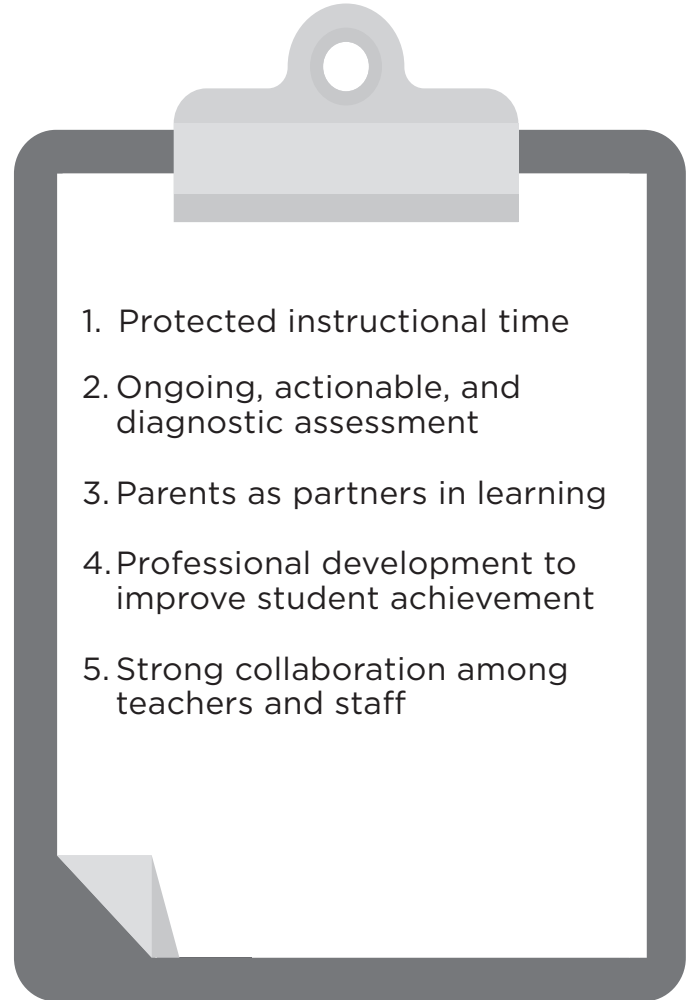 1. Protected instructional time
2. Ongoing, actionable, and
diagnostic assessment
3. Parents as partners in learning
4. Professional development to
improve student achievement
5. Strong collaboration among
teachers and staff